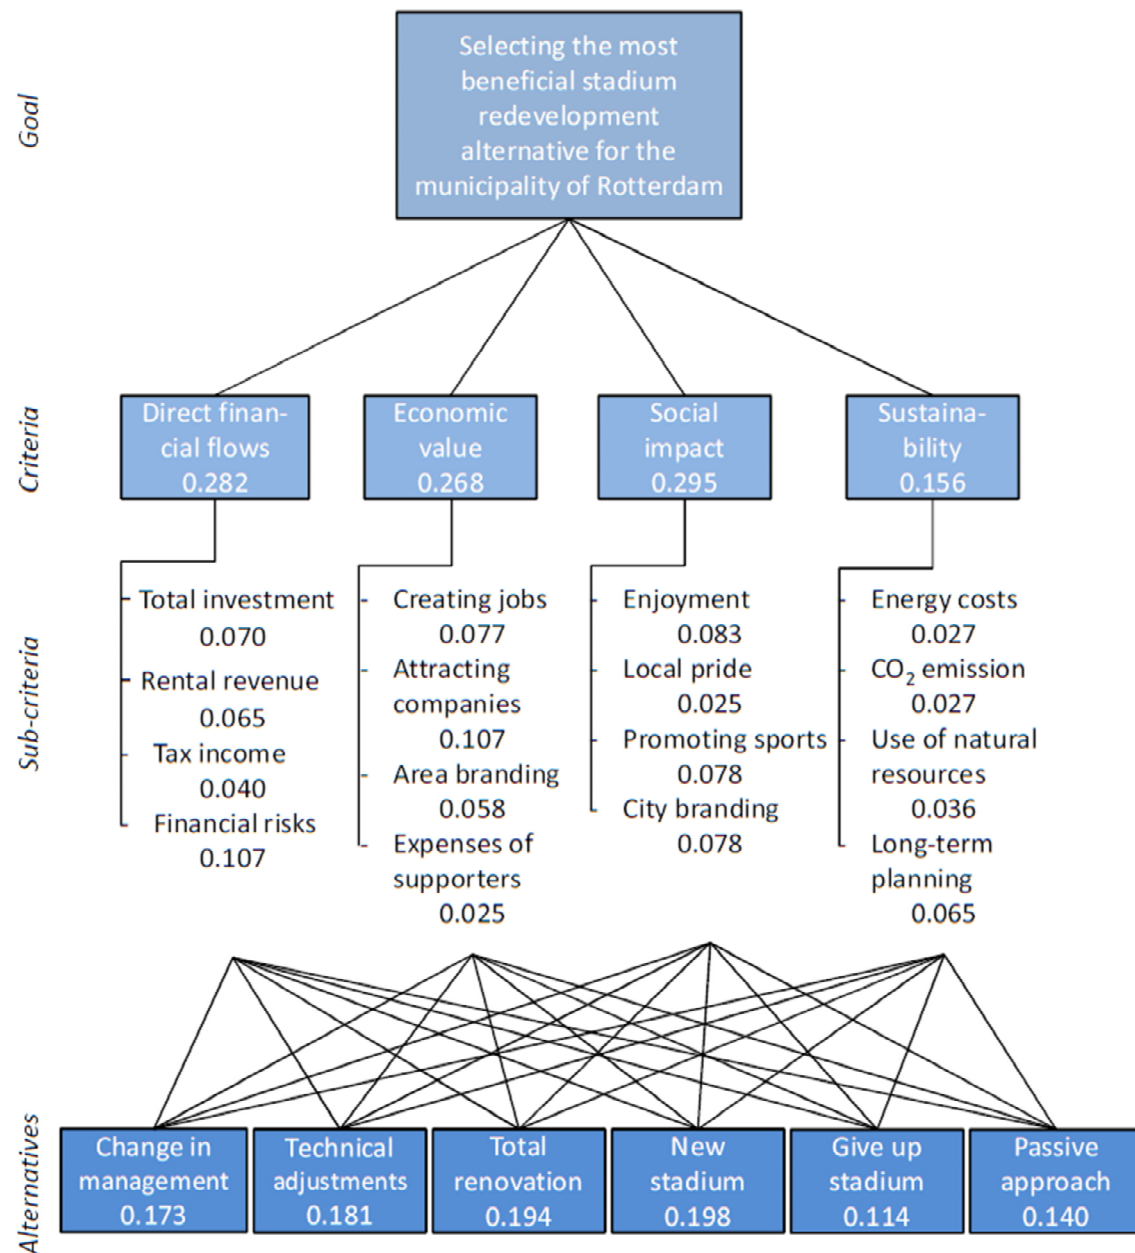 Goal
Selecting the most
beneficial stadium
redevelopment
alternative for the
municipality of Rotterdam
Criteria
Direct finan-
cial flows
0.282
Economic
value
0.268
Social
impact
0.295
Sustaina-
bility
0.156
Sub-criteria
Total investment
0.070
Rental revenue
0.065
Tax income
0.040
Financial risks
0.107
Creating jobs
0.077
Attracting
companies
0.107
Area branding
0.058
Expenses of
supporters
0.025
Enjoyment
0.083
Local pride
0.025
Promoting sports
0.078
City branding
0.078
Energy costs
0.027
CO₂ emission
0.027
Use of natural
resources
0.036
Long-term
planning
0.065
Alternatives
Change in
management
0.173
Technical
adjustments
0.181
Total
renovation
0.194
New
stadium
0.198
Give up
stadium
0.114
Passive
approach
0.140